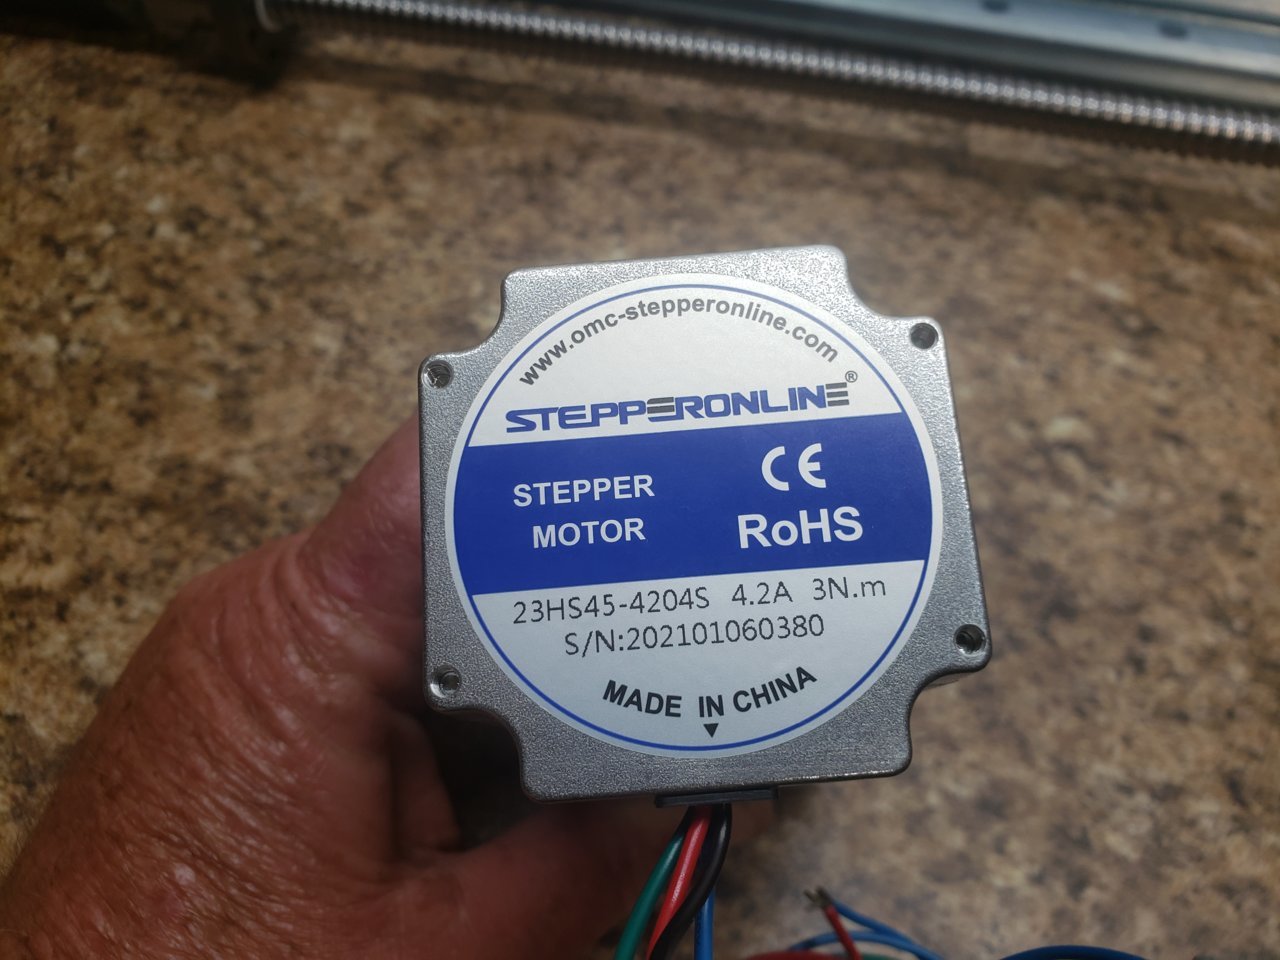 www.omc-stepperonline.com
STEPPERONLINE®
STEPPER
MOTOR
CE
RoHS
23HS45-4204S 4.2A 3N.m
S/N:202101060380
MADE IN CHINA